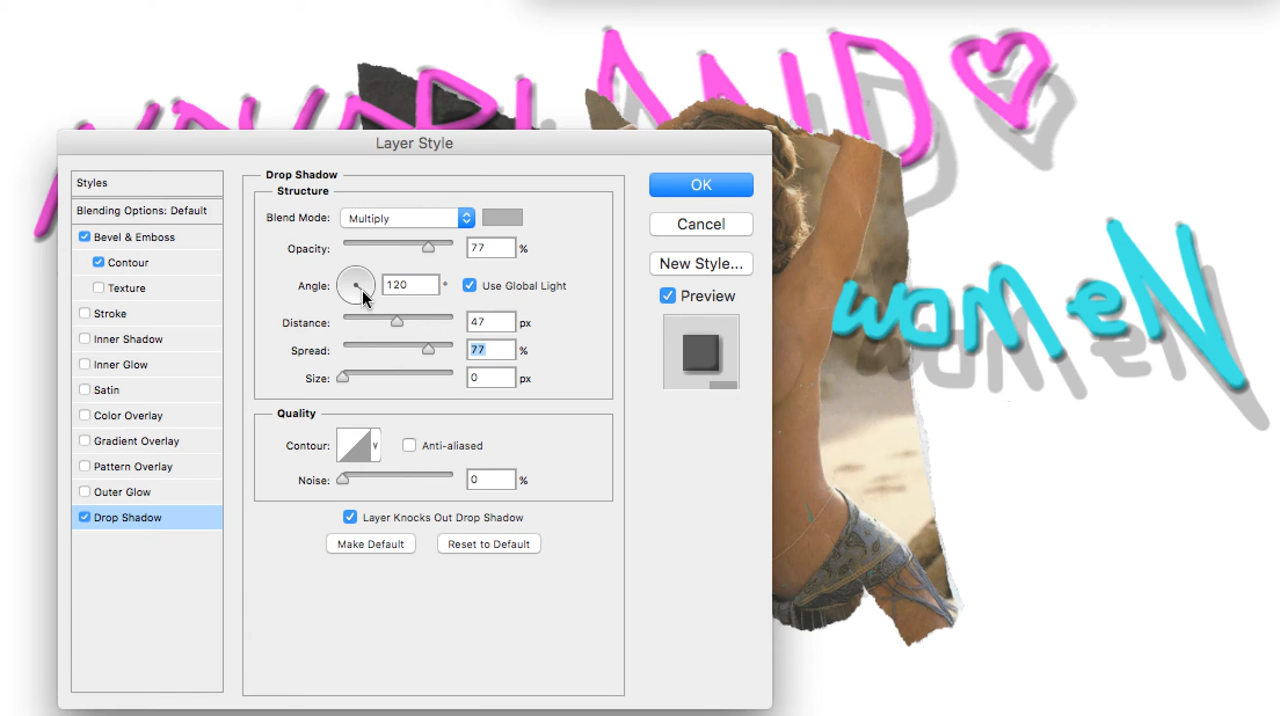 Layer Style
Styles
Blending Options: Default
Bevel & Emboss
Contour
Texture
Stroke
Inner Shadow
Inner Glow
Satin
Color Overlay
Gradient Overlay
Pattern Overlay
Outer Glow
Drop Shadow
Drop Shadow
Structure
Blend Mode: Multiply
Opacity: 77 %
Angle: 120 ° Use Global Light
Distance: 47 px
Spread: 77 %
Size: 0 px
Quality
Contour: Anti-aliased
Noise: 0 %
Layer Knocks Out Drop Shadow
Make Default Reset to Default
OK
Cancel
New Style...
Preview
women